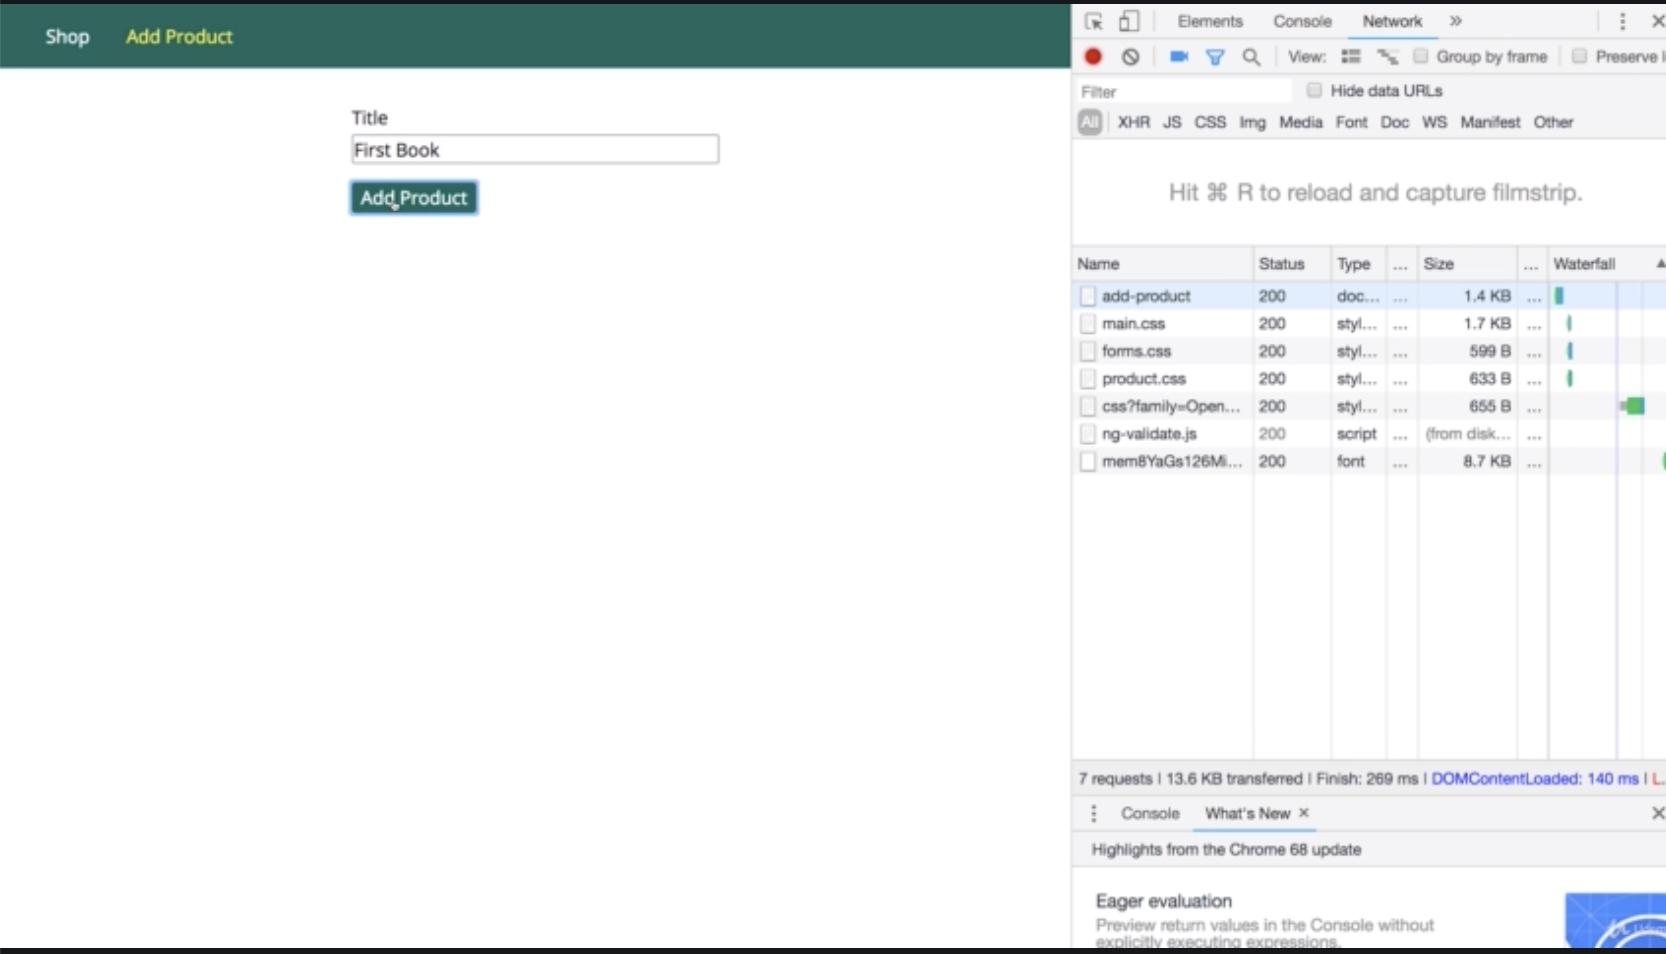 Shop Add Product
Title
First Book
Add Product
Elements Console Network »
View: Group by frame Preserve l
Filter Hide data URLs
All XHR JS CSS Img Media Font Doc WS Manifest Other
Hit ⌘ R to reload and capture filmstrip.
Name Status Type ... Size ... Waterfall
add-product 200 doc... ... 1.4 KB ...
main.css 200 styl... ... 1.7 KB ...
forms.css 200 styl... ... 599 B ...
product.css 200 styl... ... 633 B ...
css?family=Open... 200 styl... ... 655 B ...
ng-validate.js 200 script ... (from disk... ...
mem8YaGs126Mi... 200 font ... 8.7 KB ...
7 requests | 13.6 KB transferred | Finish: 269 ms | DOMContentLoaded: 140 ms | L...
Console What's New ×
Highlights from the Chrome 68 update
Eager evaluation
Preview return values in the Console without
explicitly executing expressions.